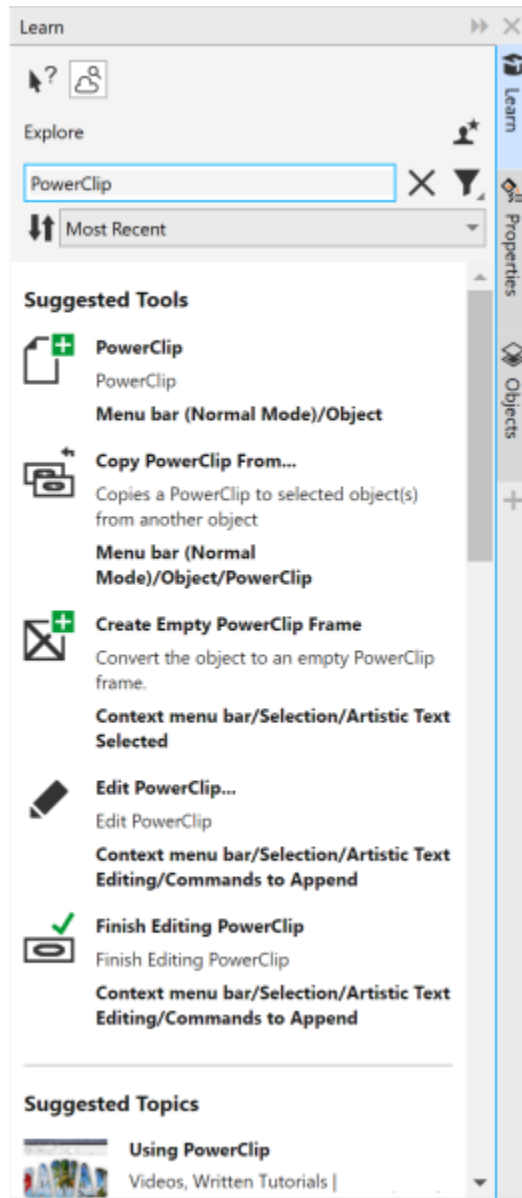 Learn
?
Explore
PowerClip
Most Recent
Suggested Tools
PowerClip
PowerClip
Menu bar (Normal Mode)/Object
Copy PowerClip From...
Copies a PowerClip to selected object(s)
from another object
Menu bar (Normal
Mode)/Object/PowerClip
Create Empty PowerClip Frame
Convert the object to an empty PowerClip
frame.
Context menu bar/Selection/Artistic Text
Selected
Edit PowerClip...
Edit PowerClip
Context menu bar/Selection/Artistic Text
Editing/Commands to Append
Finish Editing PowerClip
Finish Editing PowerClip
Context menu bar/Selection/Artistic Text
Editing/Commands to Append
Suggested Topics
Using PowerClip
Videos, Written Tutorials |
Learn
Properties
Objects